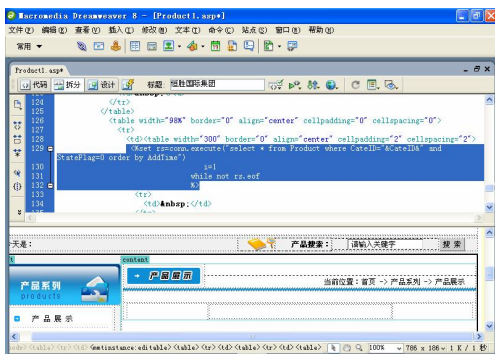 Macromedia Dreamweaver 8 - [Product1.asp*]
文件(F) 编辑(E) 查看(V) 插入(I) 修改(M) 文本(T) 命令(C) 站点(S) 窗口(W) 帮助(H)
常用
Product1.asp*
代码 拆分 设计 标题: 恒胜国际集团
124 </tr>
125 </table>
126 <table width="98%" border="0" align="center" cellpadding="0" cellspacing="0">
127 <tr>
128 <td><table width="300" border="0" align="center" cellpadding="2" cellspacing="2">
129 <%set rs=conn.execute("select * from Product where CateID="&CateID&" and
StatePlag=0 order by AddTime")
130 i=1
131 while not rs.eof
132 %>
133 <tr>
134 <td>&nbsp;</td>
天是: 产品搜索: 请输入关键字 搜 索
content
产品展示
当前位置:首页 -> 产品系列 -> 产品展示
产品系列
products
产 品 展 示
<mmtinstance:editable> <table> <tr> <td> <table> <tr> <td> <table> <tr> <td> <table> 100% 786 x 186 1 K / 1 秒